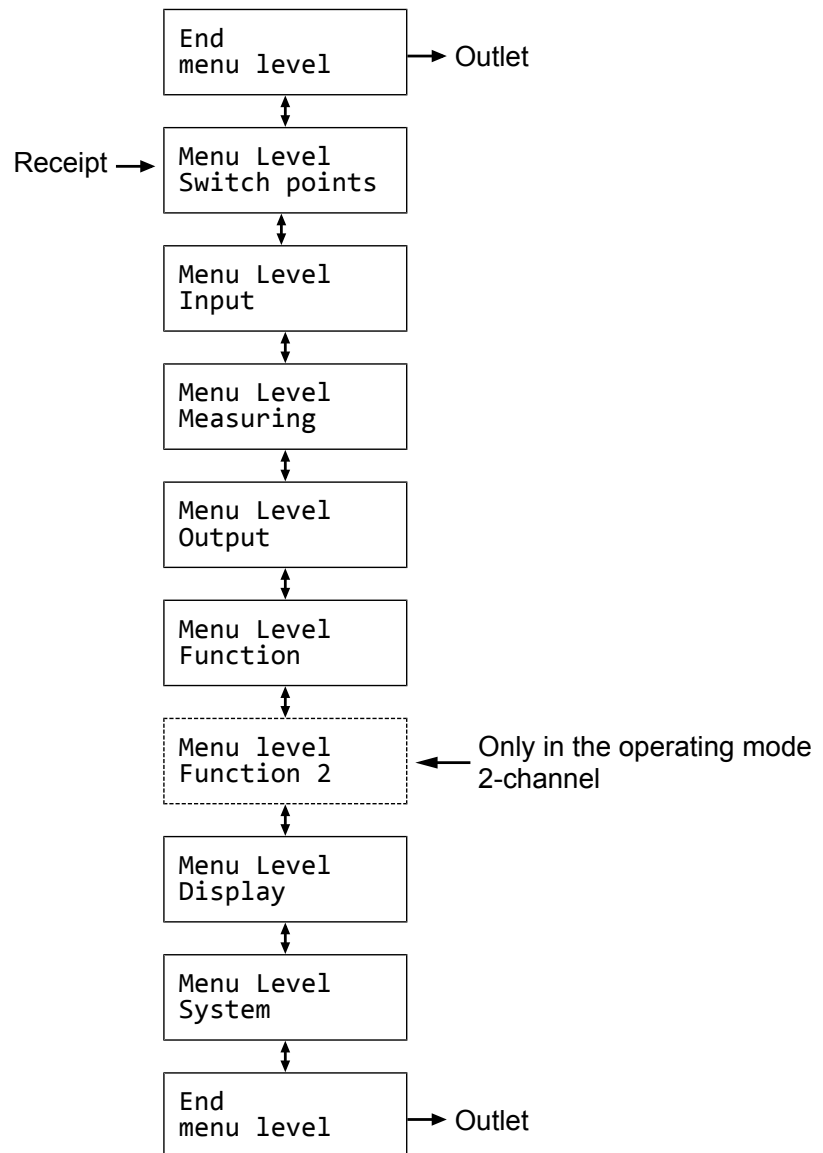 End
menu level
Outlet
Receipt
Menu Level
Switch points
Menu Level
Input
Menu Level
Measuring
Menu Level
Output
Menu Level
Function
Menu level
Function 2
Only in the operating mode
2-channel
Menu Level
Display
Menu Level
System
End
menu level
Outlet